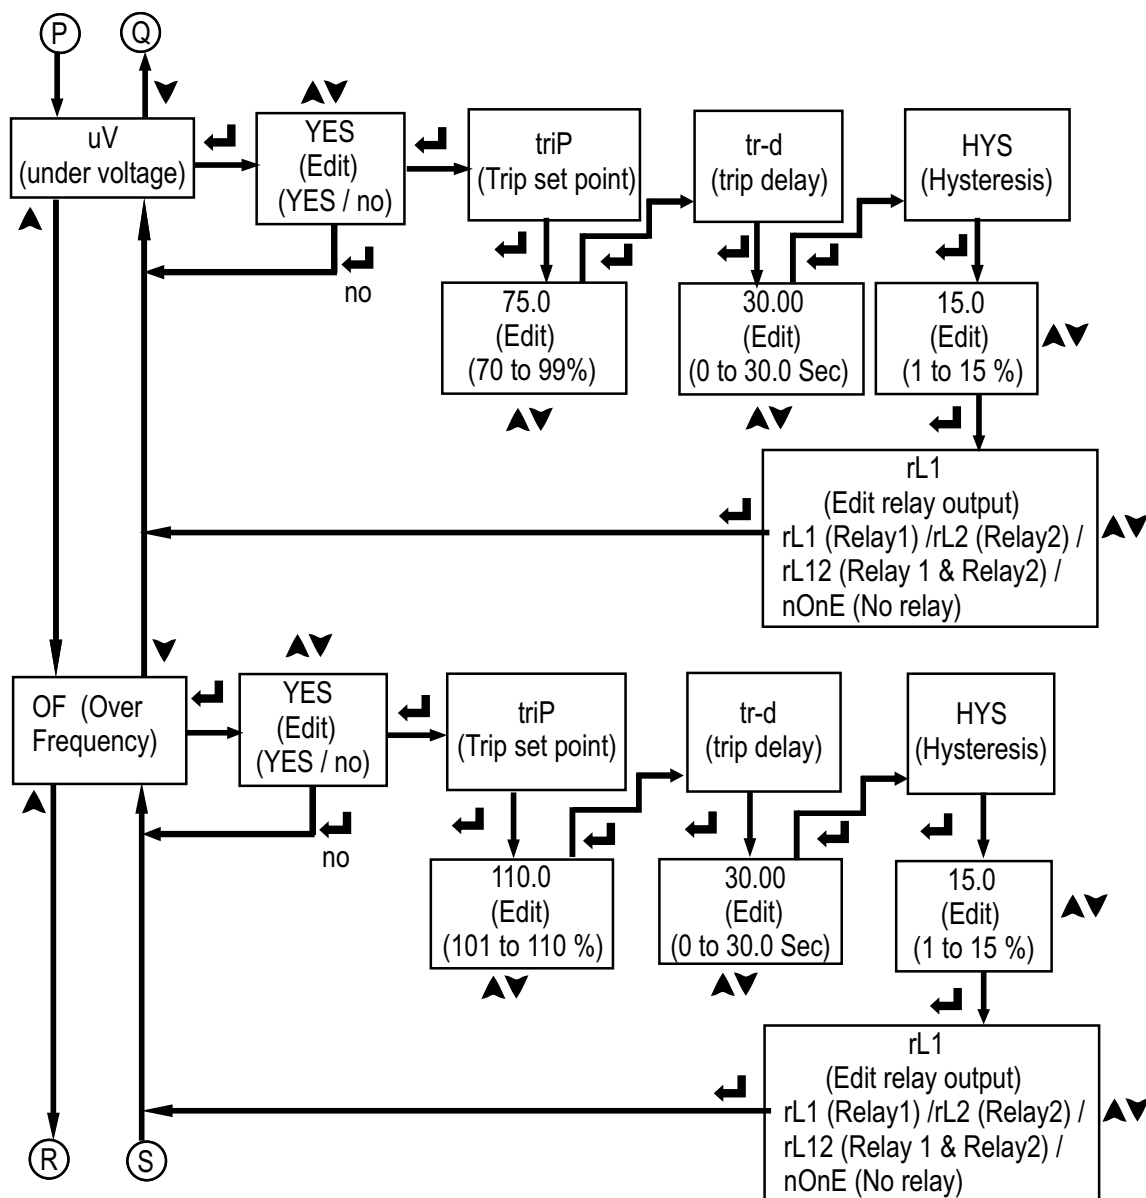 P
Q
uV
(under voltage)
YES
(Edit)
(YES / no)
no
triP
(Trip set point)
tr-d
(trip delay)
HYS
(Hysteresis)
75.0
(Edit)
(70 to 99%)
30.00
(Edit)
(0 to 30.0 Sec)
15.0
(Edit)
(1 to 15 %)
rL1
(Edit relay output)
rL1 (Relay1) /rL2 (Relay2) /
rL12 (Relay 1 & Relay2) /
nOnE (No relay)
OF (Over
Frequency)
YES
(Edit)
(YES / no)
no
triP
(Trip set point)
tr-d
(trip delay)
HYS
(Hysteresis)
110.0
(Edit)
(101 to 110 %)
30.00
(Edit)
(0 to 30.0 Sec)
15.0
(Edit)
(1 to 15 %)
rL1
(Edit relay output)
rL1 (Relay1) /rL2 (Relay2) /
rL12 (Relay 1 & Relay2) /
nOnE (No relay)
R
S